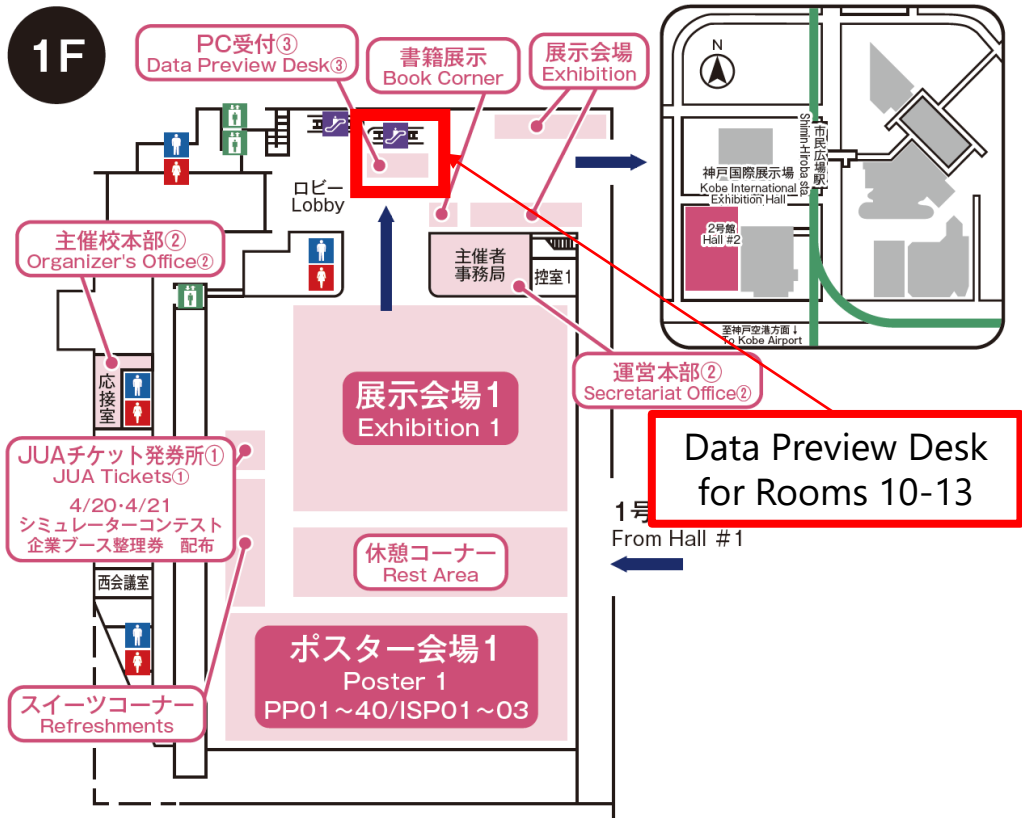 1F
PC受付③
Data Preview Desk③
書籍展示
Book Corner
展示会場
Exhibition
ロビー
Lobby
主催校本部②
Organizer's Office②
主催者
事務局
控室1
応接室
展示会場1
Exhibition 1
運営本部②
Secretariat Office②
JUAチケット発券所①
JUA Tickets①
4/20・4/21
シミュレーターコンテスト
企業ブース整理券 配布
休憩コーナー
Rest Area
西会議室
ポスター会場1
Poster 1
PP01~40/ISP01~03
スイーツコーナー
Refreshments
1号
From Hall #1
Data Preview Desk
for Rooms 10-13
N
市民広場駅
Shimin-Hiroba sta.
神戸国際展示場
Kobe International
Exhibition Hall
2号館
Hall #2
至神戸空港方面↓
To Kobe Airport